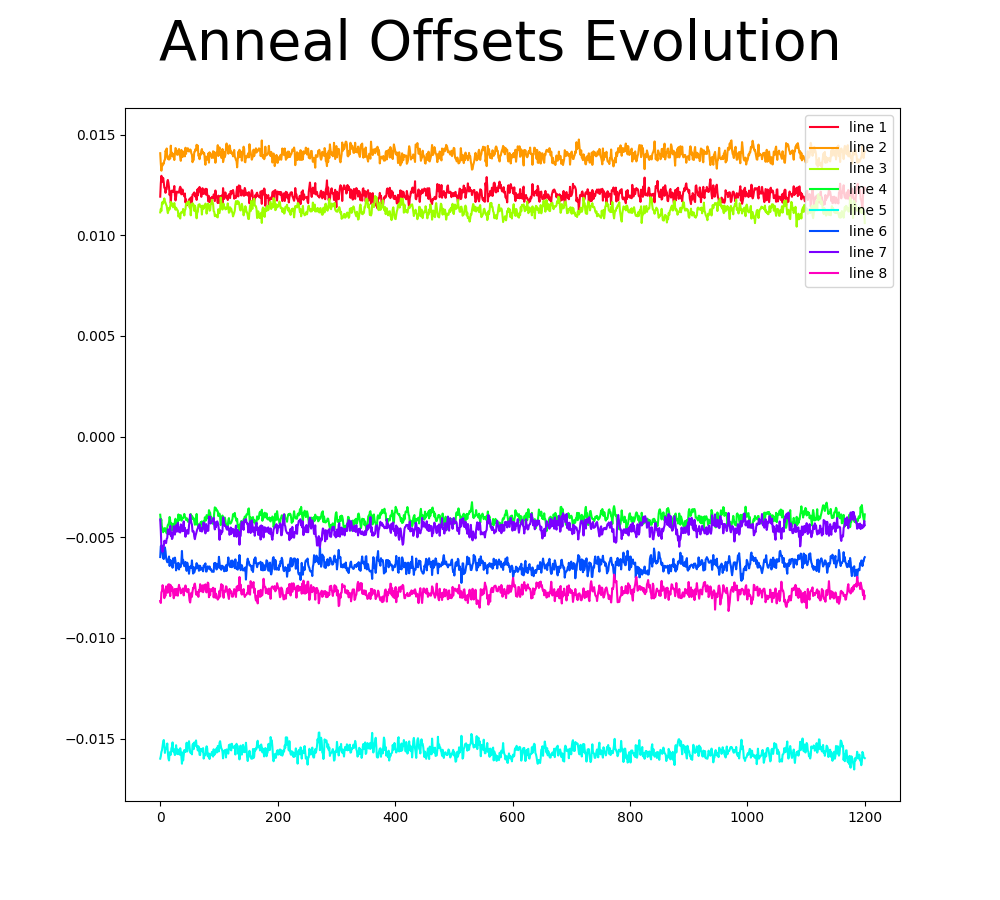 Anneal Offsets Evolution
0.015
0.010
0.005
0.000
−0.005
−0.010
−0.015
0 200 400 600 800 1000 1200
line 1
line 2
line 3
line 4
line 5
line 6
line 7
line 8